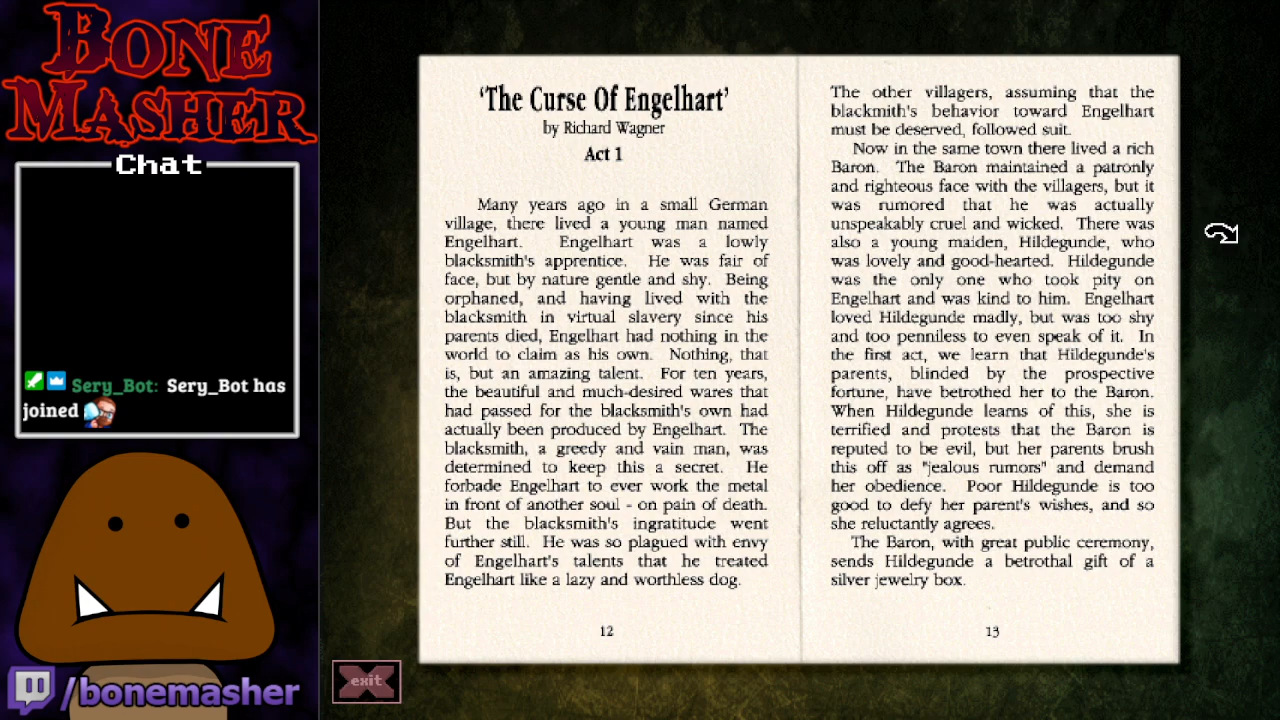 BONE
MASHER
Chat
Sery_Bot: Sery_Bot has
joined
/bonemasher
'The Curse Of Engelhart'
by Richard Wagner
Act 1
Many years ago in a small German
village, there lived a young man named
Engelhart. Engelhart was a lowly
blacksmith's apprentice. He was fair of
face, but by nature gentle and shy. Being
orphaned, and having lived with the
blacksmith in virtual slavery since his
parents died, Engelhart had nothing in the
world to claim as his own. Nothing, that
is, but an amazing talent. For ten years,
the beautiful and much-desired wares that
had passed for the blacksmith's own had
actually been produced by Engelhart. The
blacksmith, a greedy and vain man, was
determined to keep this a secret. He
forbade Engelhart to ever work the metal
in front of another soul - on pain of death.
But the blacksmith's ingratitude went
further still. He was so plagued with envy
of Engelhart's talents that he treated
Engelhart like a lazy and worthless dog.
12
The other villagers, assuming that the
blackmith's behavior toward Engelhart
must be deserved, followed suit.
Now in the same town there lived a rich
Baron. The Baron maintained a patronly
and righteous face with the villagers, but it
was rumored that he was actually
unspeakably cruel and wicked. There was
also a young maiden, Hildegunde, who
was lovely and good-hearted. Hildegunde
was the only one who took pity on
Engelhart and was kind to him. Engelhart
loved Hildegunde madly, but was too shy
and too penniless to even speak of it. In
the first act, we learn that Hildegunde's
parents, blinded by the prospective
fortune, have betrothed her to the Baron.
When Hildegunde learns of this, she is
terrified and protests that the Baron is
reputed to be evil, but her parents brush
this off as "jealous rumors" and demand
her obedience. Poor Hildegunde is too
good to defy her parent's wishes, and so
she reluctantly agrees.
The Baron, with great public ceremony,
sends Hildegunde a betrothal gift of a
silver jewelry box.
13
exit